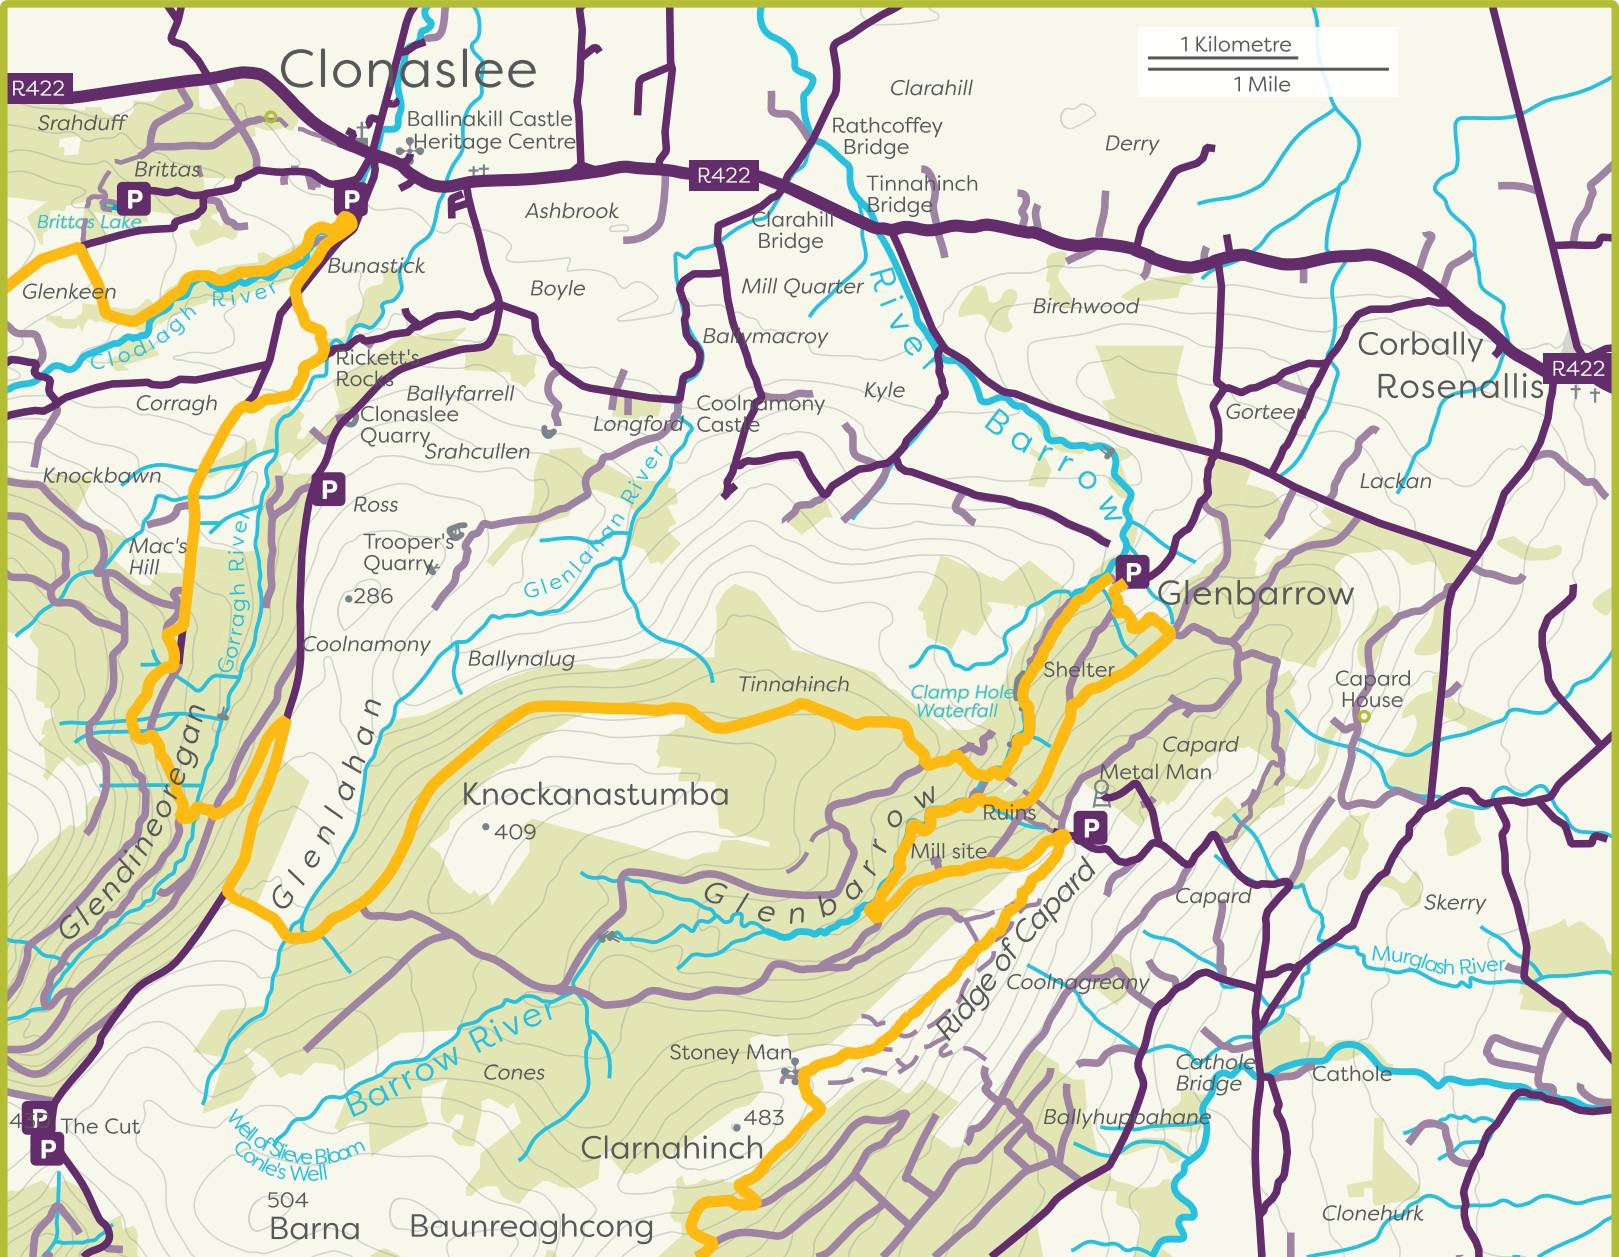 1 Kilometre
1 Mile
Clonaslee
R422
Clarahill
Srahduff
Ballinakill Castle
Heritage Centre
Rathcoffey
Bridge
Derry
Brittas
P
P
R422
Tinnahinch
Bridge
Brittas Lake
Ashbrook
Clarahill
Bridge
Bunastick
Glenkeen
Clodiagh River
Boyle
Mill Quarter
River
Birchwood
Ballymacroy
Corbally
Rosenallis
R422
Rickett's
Rocks
Corragh
Ballyfarrell
Kyle
Clonaslee
Quarry
Longford
Coolnamony
Castle
Gorteen
Barrow
Srahcullen
Knockbawn
P
Ross
Lackan
Glenlahan River
Mac's
Hill
Trooper's
Quarry
Gorragh River
286
P
Glenbarrow
Coolnamony
Ballynalug
Shelter
Tinnahinch
Clamp Hole
Waterfall
Capard
House
Glendineoregan
Glenlahan
Capard
Metal Man
Knockanastumba
409
Ruins
P
Mill site
Glenbarrow
Capard
Skerry
Ridge of Capard
Murglash River
Coolnagreany
Barrow River
Stoney Man
Cones
Cathole
Bridge
Cathole
P
The Cut
P
483
Ballyhuppahane
Well of Slieve Bloom
Conie's Well
Clarnahinch
504
Barna
Baunreaghcong
Clonehurk